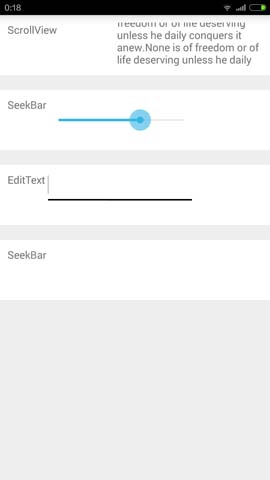 0:18
ScrollView
freedom or of life deserving
unless he daily conquers it
anew.None is of freedom or of
life deserving unless he daily
SeekBar
EditText
SeekBar